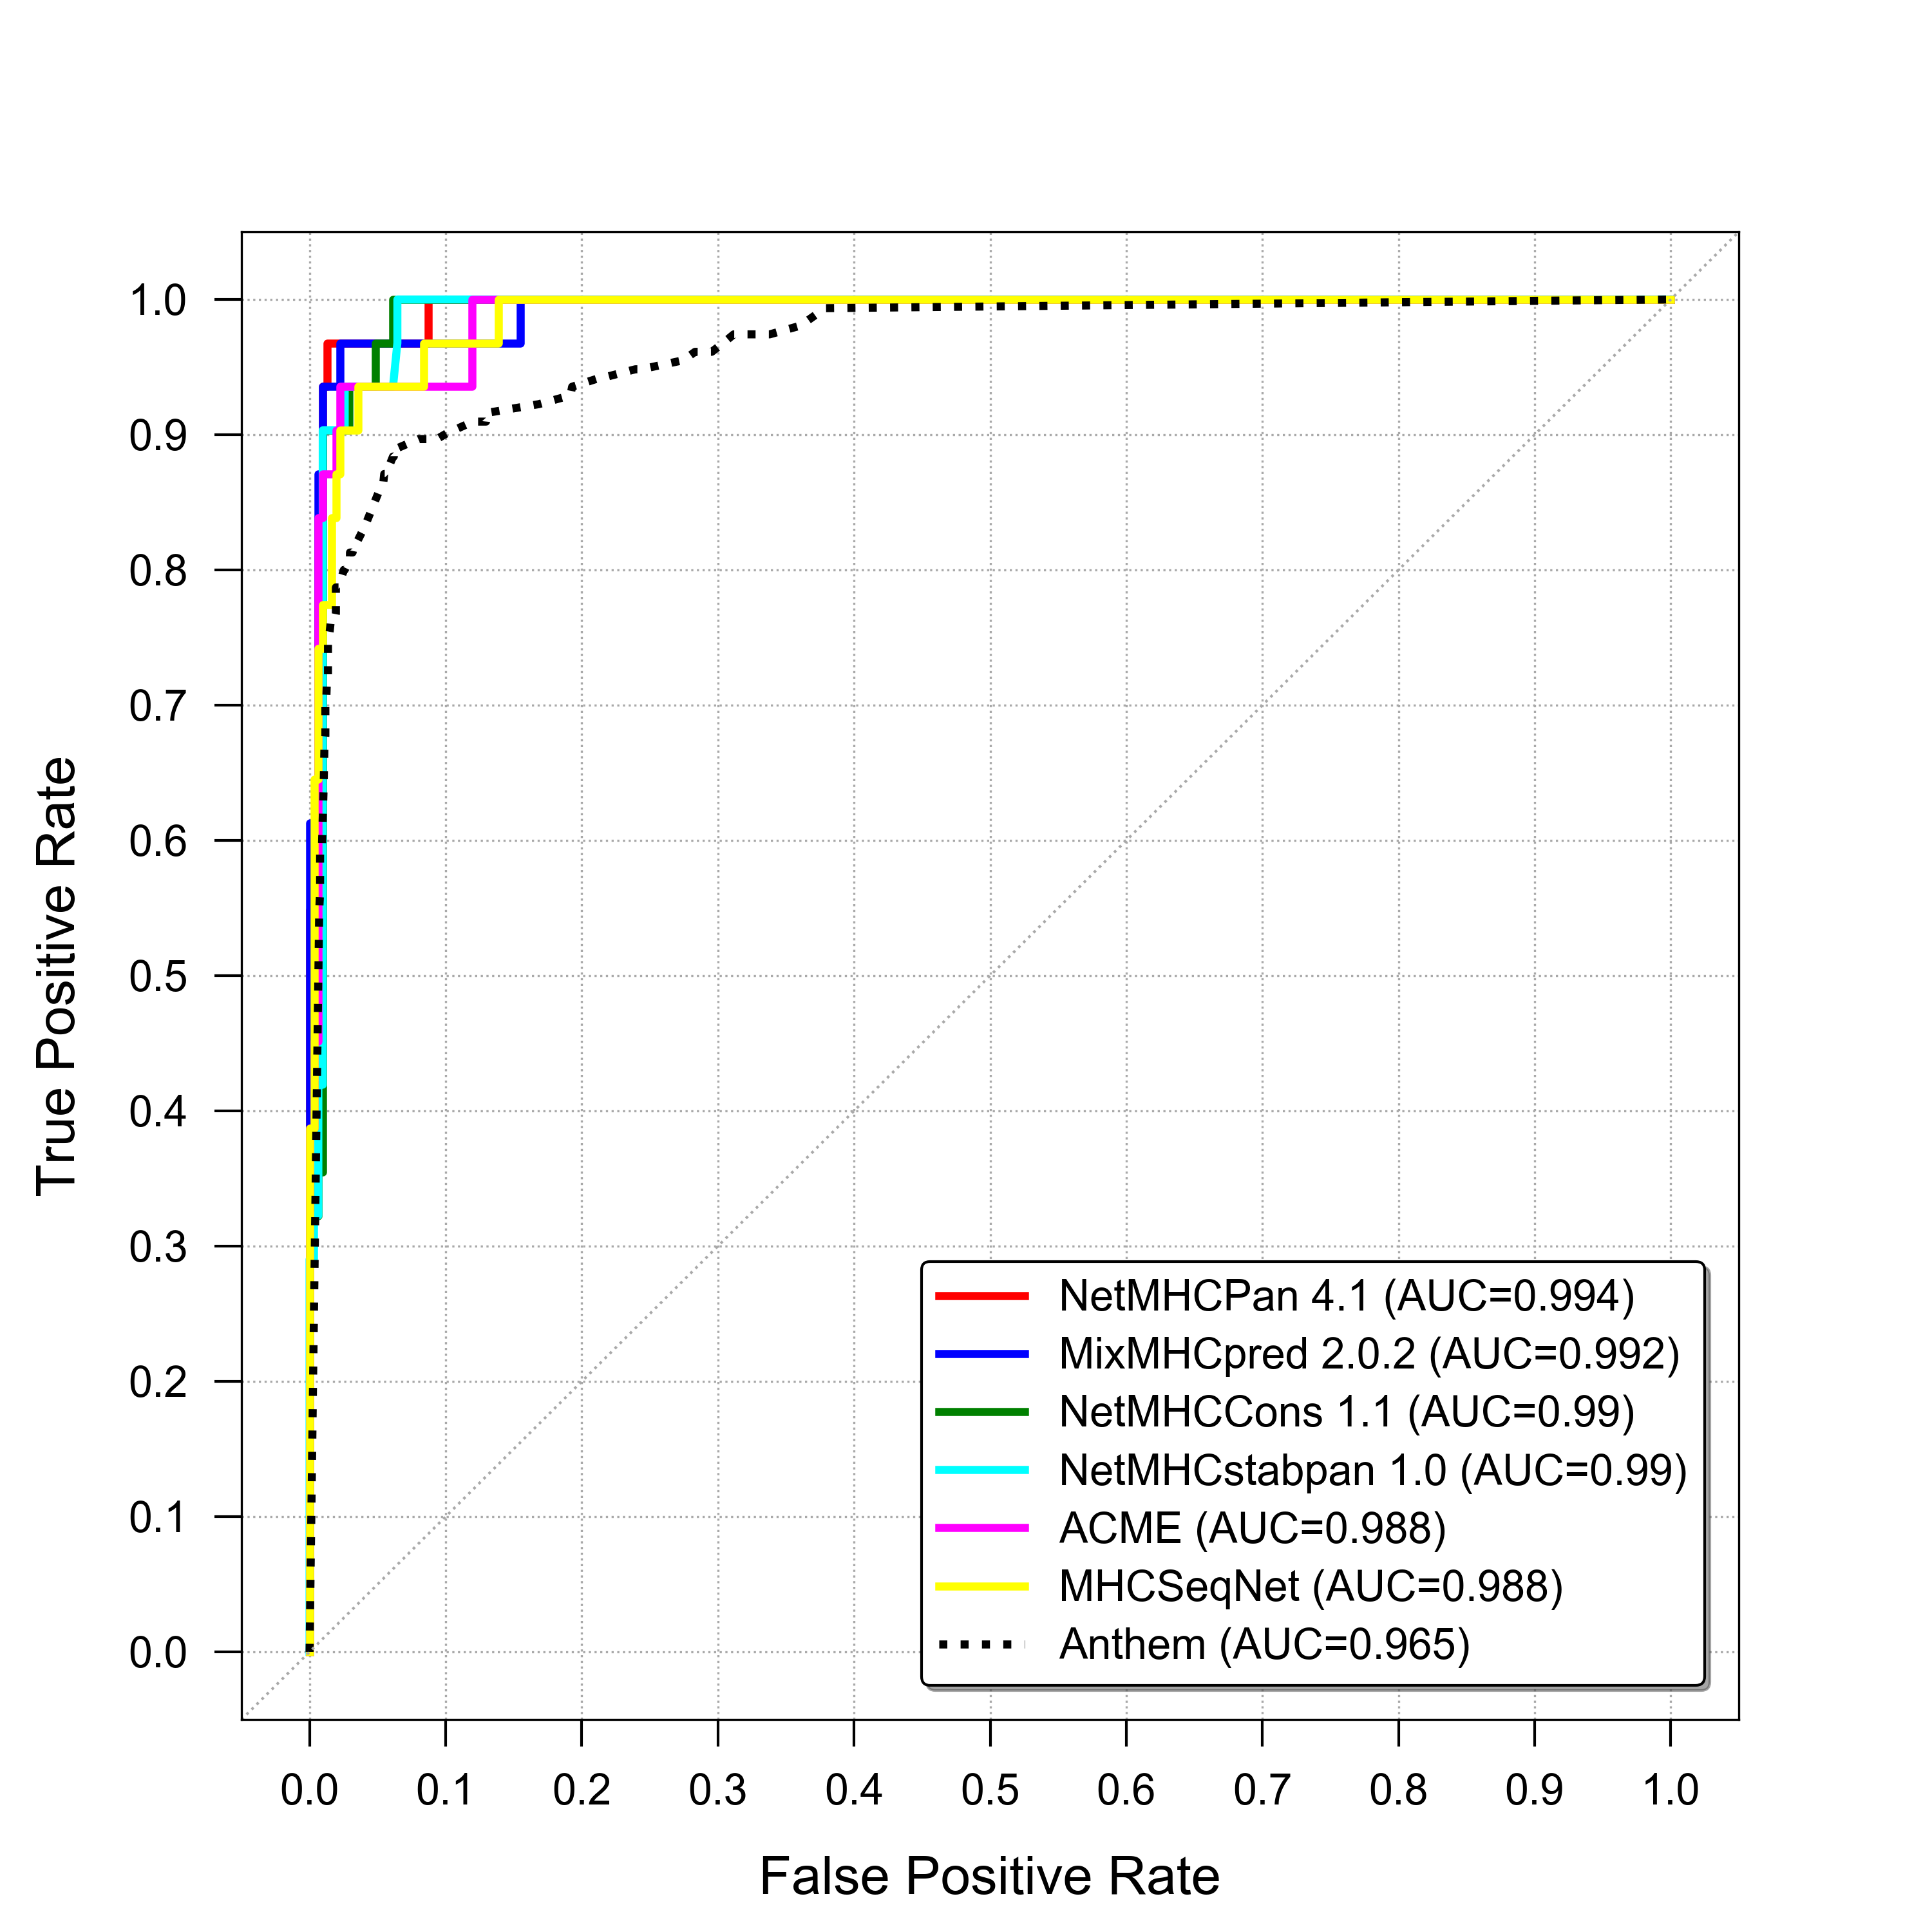 1.0
0.9
0.8
0.7
0.6
0.5
0.4
0.3
0.2
0.1
0.0
True Positive Rate
NetMHCPan 4.1 (AUC=0.994)
MixMHCpred 2.0.2 (AUC=0.992)
NetMHCCons 1.1 (AUC=0.99)
NetMHCstabpan 1.0 (AUC=0.99)
ACME (AUC=0.988)
MHCSeqNet (AUC=0.988)
Anthem (AUC=0.965)
0.0 0.1 0.2 0.3 0.4 0.5 0.6 0.7 0.8 0.9 1.0
False Positive Rate